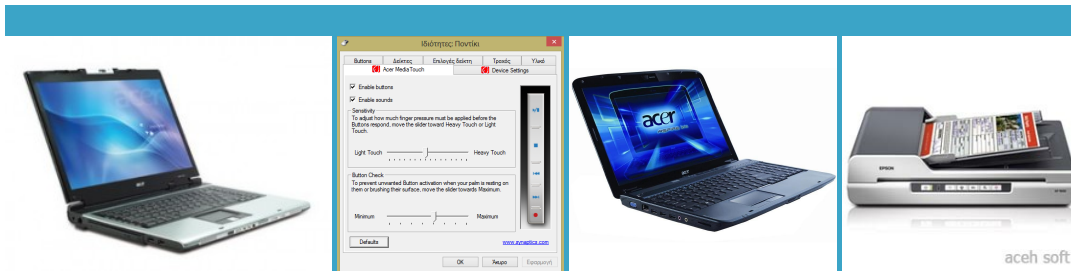 acer
Ιδιότητες: Ποντίκι
Buttons Δείκτες Επιλογές δείκτη Τροχός Υλικό
Acer MediaTouch Device Settings
Enable buttons
Enable sounds
Sensitivity
To adjust how much finger pressure must be applied before the
Buttons respond, move the slider toward Heavy Touch or Light
Touch.
Light Touch Heavy Touch
Button Check
To prevent unwanted Button activation when your palm is resting on
them or brushing their surface, move the slider towards Maximum.
Minimum Maximum
Defaults www.synaptics.com
OK Άκυρο Εφαρμογή
acer
acer
EPSON
aceh soft